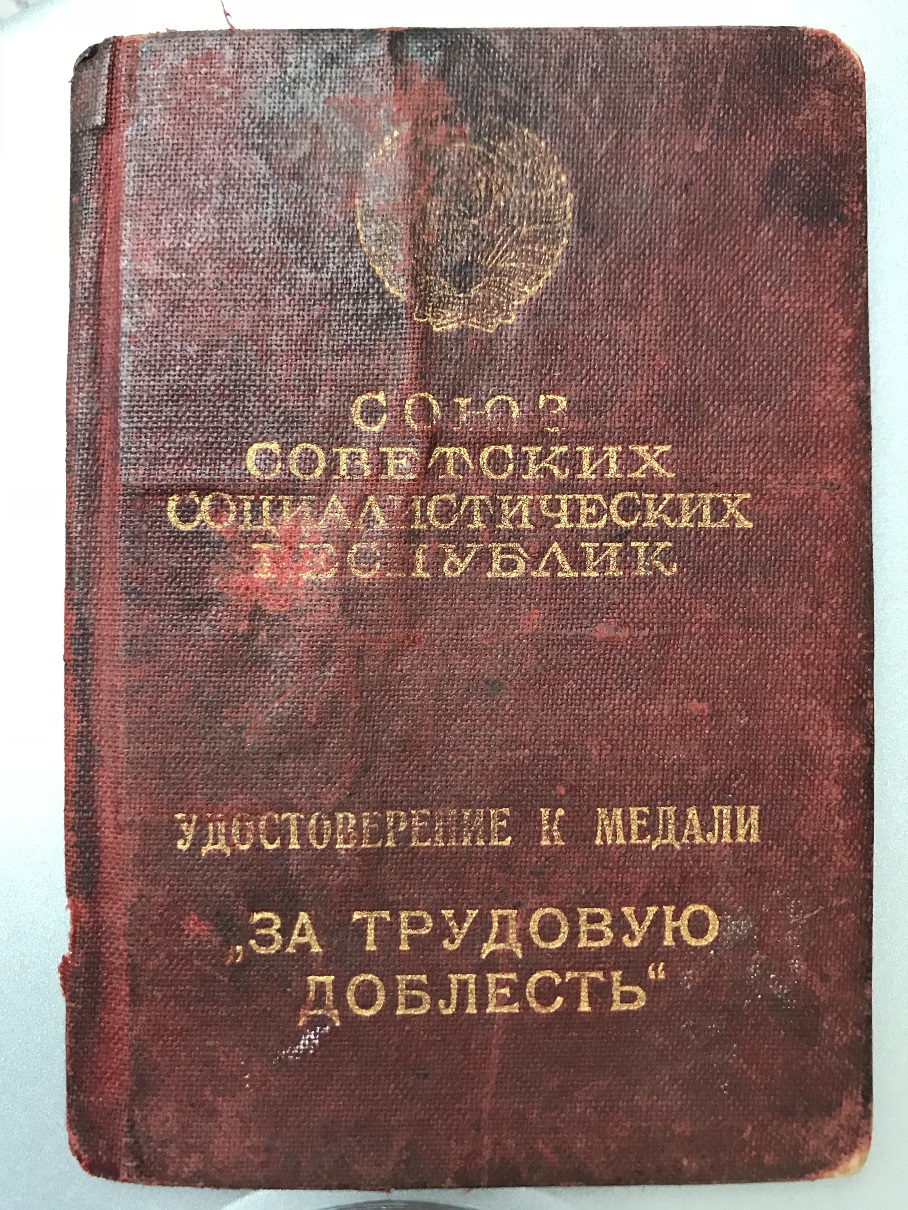 СОЮЗ
СОВЕТСКИХ
СОЦИАЛИСТИЧЕСКИХ
РЕСПУБЛИК
УДОСТОВЕРЕНИЕ К МЕДАЛИ
„ЗА ТРУДОВУЮ
ДОБЛЕСТЬ“